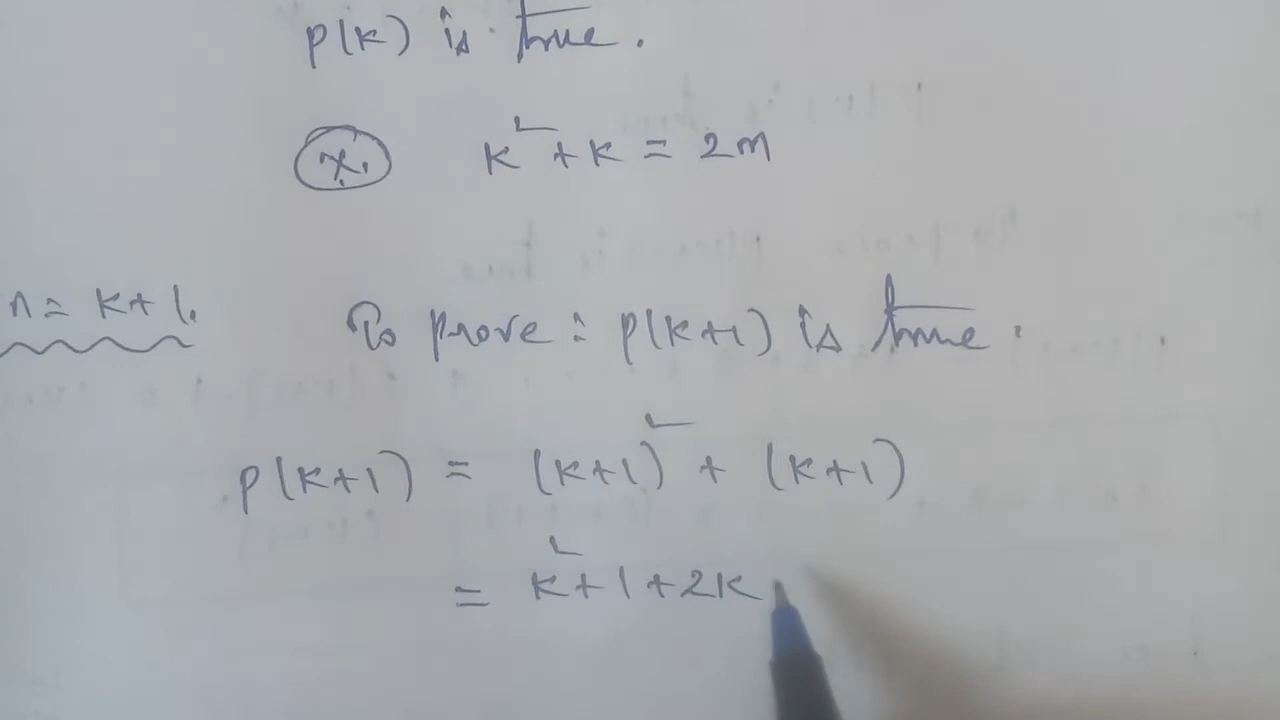 P(K) is true.
X. K² + K = 2m
n = K+1. To prove : P(K+1) is true.
P(K+1) = (K+1)² + (K+1)
= K² + 1 + 2K